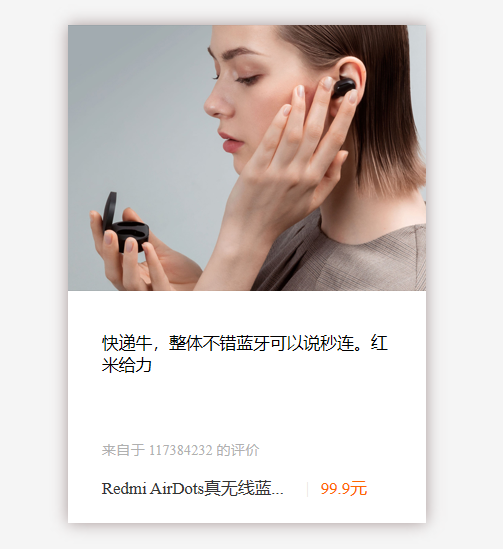 快递牛，整体不错蓝牙可以说秒连。红
米给力
来自于 117384232 的评价
Redmi AirDots真无线蓝...
99.9元